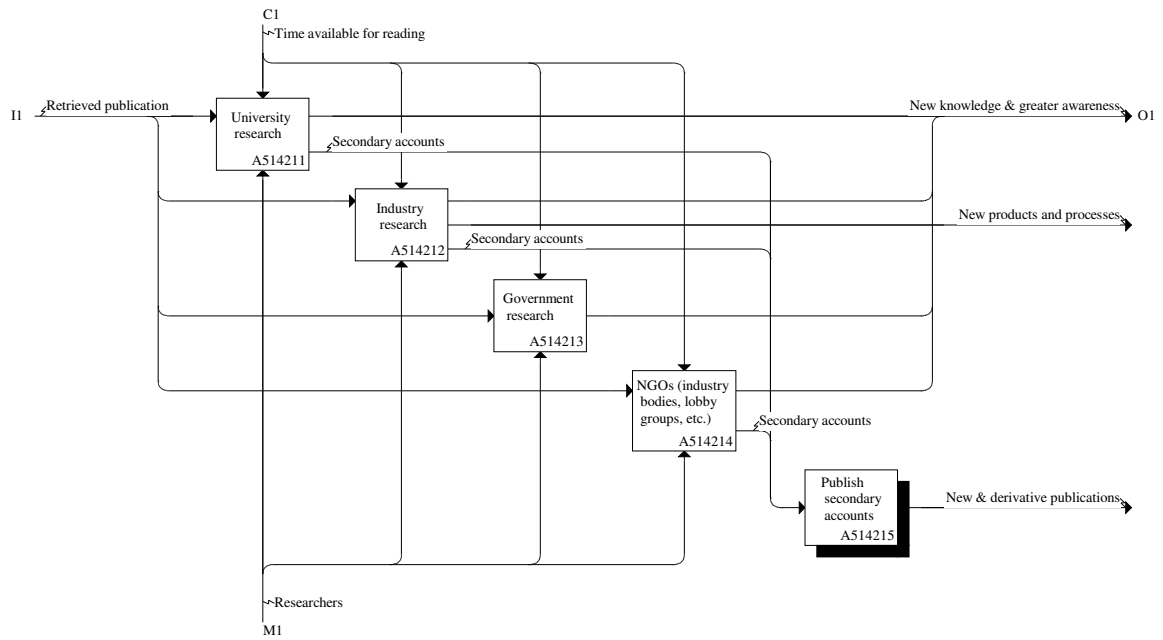 C1
Time available for reading
I1
Retrieved publication
New knowledge & greater awareness
O1
University
research
A514211
Secondary accounts
Industry
research
A514212
New products and processes
Secondary accounts
Government
research
A514213
NGOs (industry
bodies, lobby
groups, etc.)
A514214
Secondary accounts
Publish
secondary
accounts
A514215
New & derivative publications
Researchers
M1